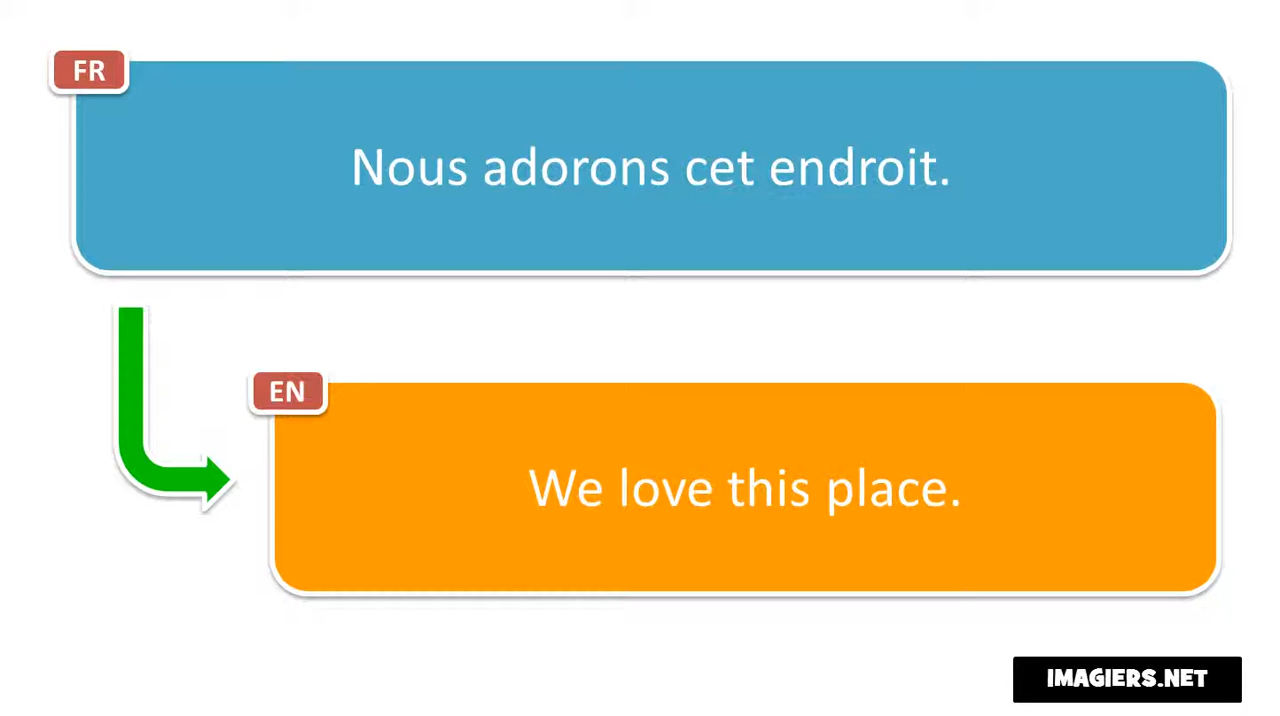 FR
Nous adorons cet endroit.
EN
We love this place.
IMAGIERS.NET